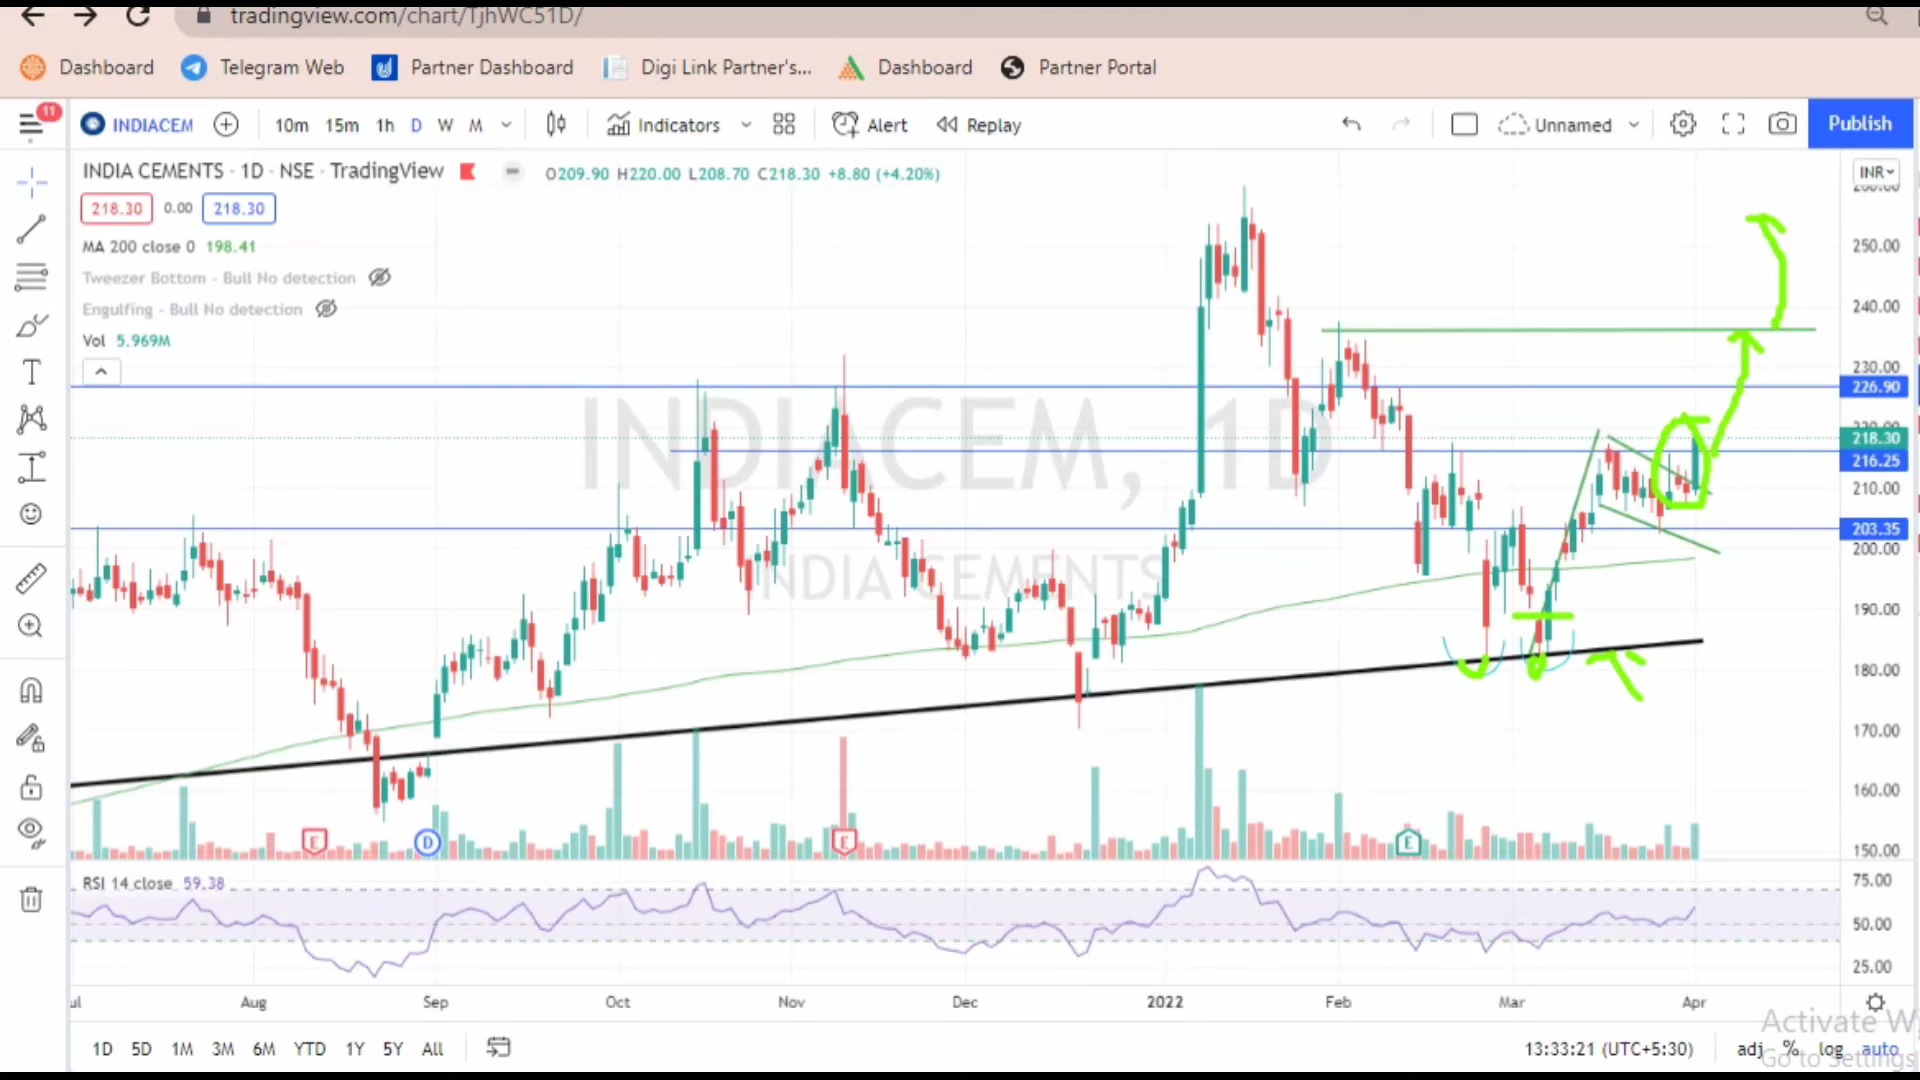 tradingview.com/chart/TjhWC51D/
Dashboard Telegram Web Partner Dashboard Digi Link Partner's... Dashboard Partner Portal
11
INDIACEM 10m 15m 1h D W M Indicators Alert Replay Unnamed Publish
INDIA CEMENTS · 1D · NSE · TradingView O209.90 H220.00 L208.70 C218.30 +8.80 (+4.20%)
INR
260.00
218.30 0.00 218.30
MA 200 close 0 198.41
250.00
Tweezer Bottom - Bull No detection
Engulfing - Bull No detection
240.00
Vol 5.969M
230.00
226.90
INDIACEM, 1D
220.00
218.30
216.25
210.00
203.35
200.00
INDIA CEMENTS
190.00
180.00
170.00
160.00
E D E E
150.00
RSI 14 close 59.38
75.00
50.00
25.00
ul Aug Sep Oct Nov Dec 2022 Feb Mar Apr
Activate W
1D 5D 1M 3M 6M YTD 1Y 5Y All 13:33:21 (UTC+5:30) adj % log auto
Go to Settings